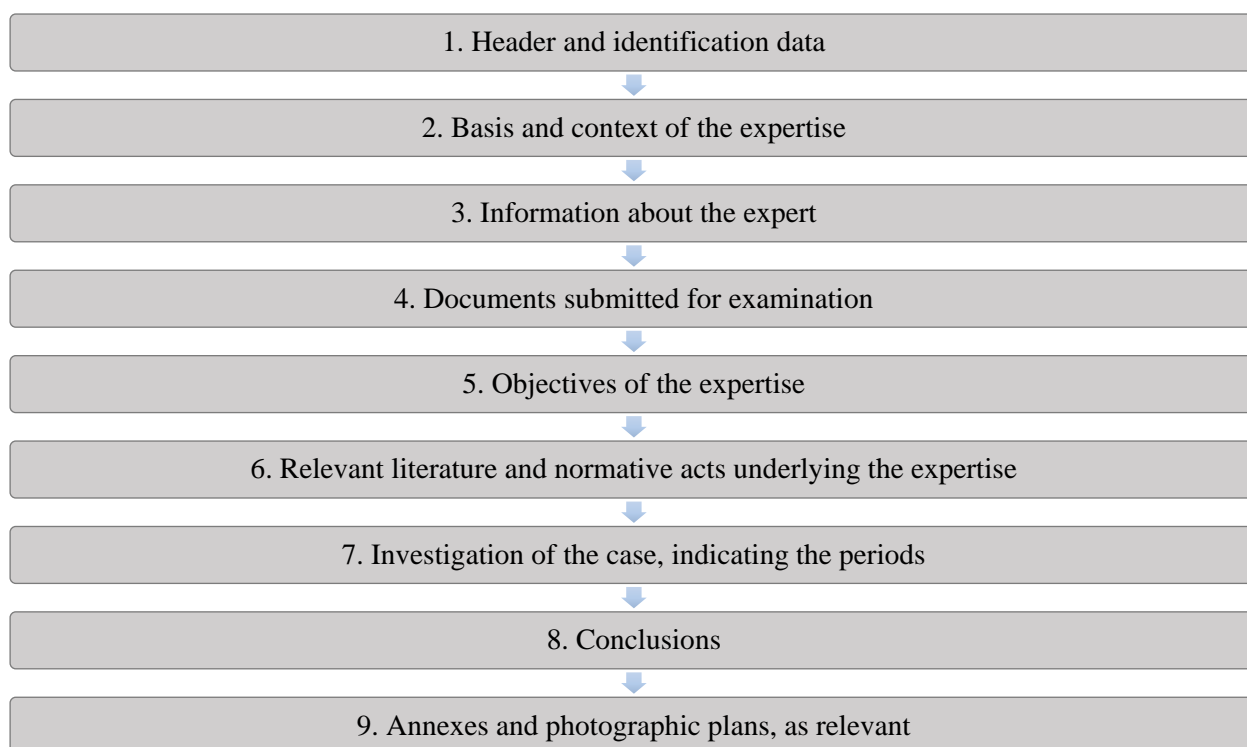 1. Header and identification data
2. Basis and context of the expertise
3. Information about the expert
4. Documents submitted for examination
5. Objectives of the expertise
6. Relevant literature and normative acts underlying the expertise
7. Investigation of the case, indicating the periods
8. Conclusions
9. Annexes and photographic plans, as relevant